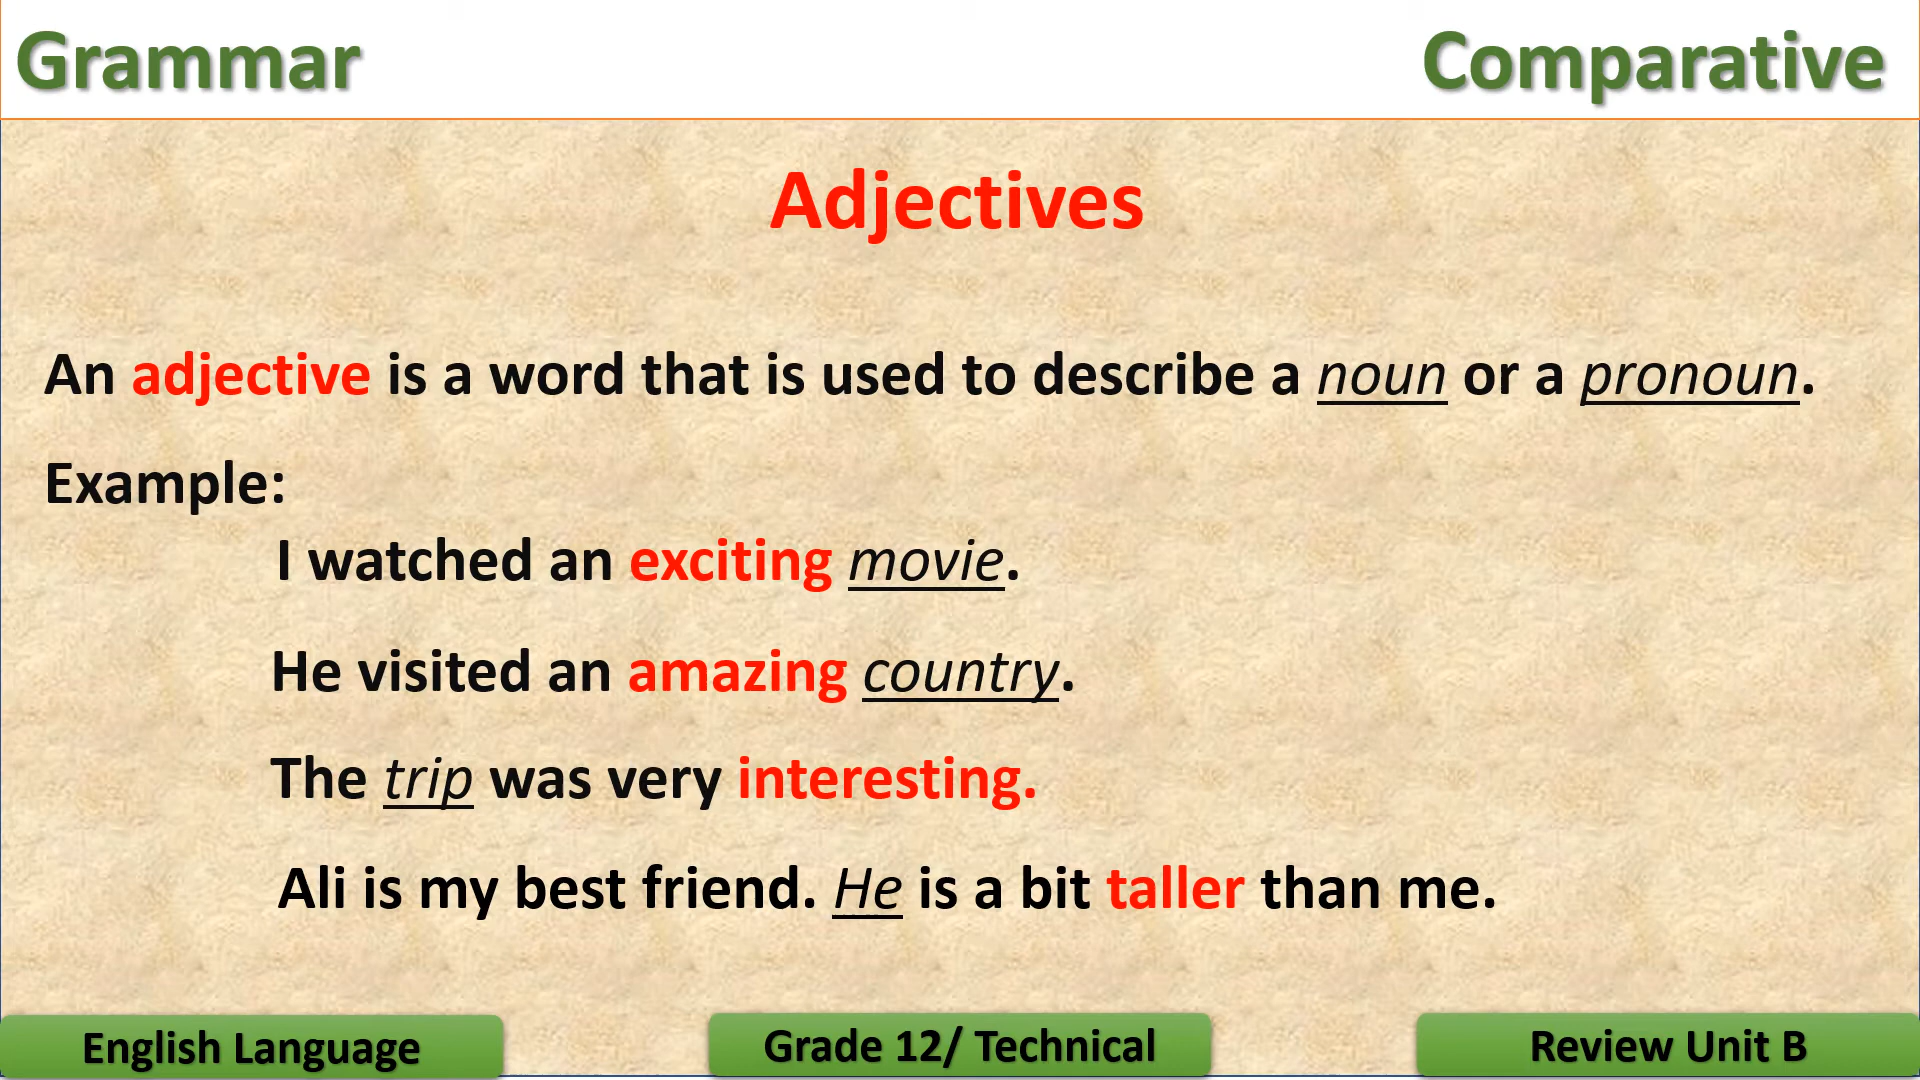 Grammar
Comparative
Adjectives
An adjective is a word that is used to describe a noun or a pronoun.
Example:
I watched an exciting movie.
He visited an amazing country.
The trip was very interesting.
Ali is my best friend. He is a bit taller than me.
English Language
Grade 12/ Technical
Review Unit B